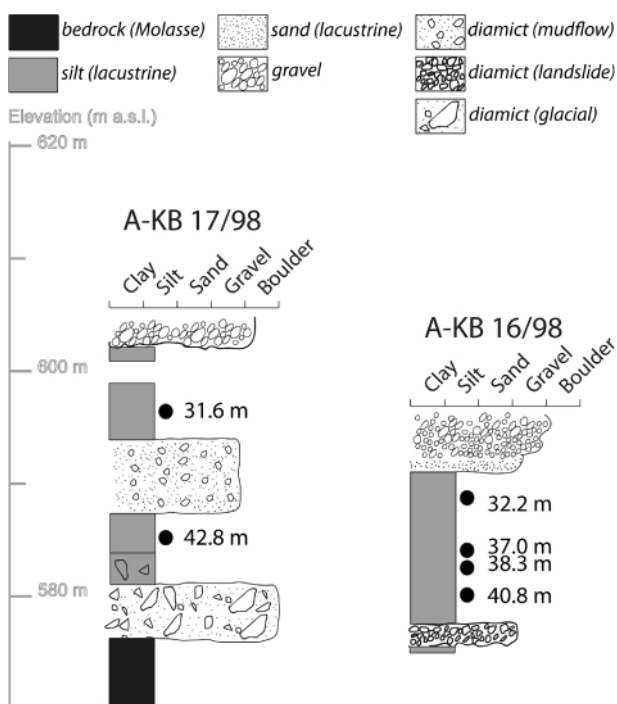 bedrock (Molasse)
sand (lacustrine)
diamict (mudflow)
silt (lacustrine)
gravel
diamict (landslide)
diamict (glacial)
Elevation (m a.s.l.)
620 m
A-KB 17/98
Clay
Silt
Sand
Gravel
Boulder
600 m
31.6 m
42.8 m
580 m
A-KB 16/98
Clay
Silt
Sand
Gravel
Boulder
32.2 m
37.0 m
38.3 m
40.8 m